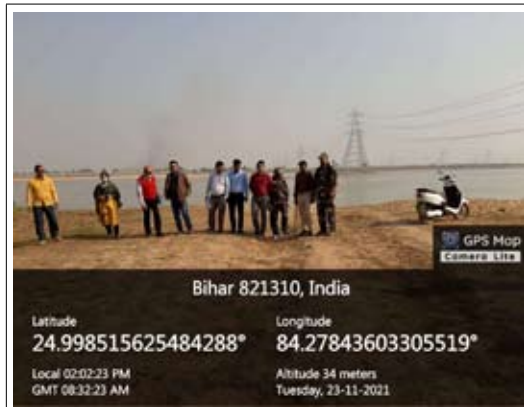 GPS Map
Camera Lite
Bihar 821310, India
Latitude
24.998515625484288°
Longitude
84.27843603305519°
Local 02:02:23 PM
GMT 08:32:23 AM
Altitude 34 meters
Tuesday, 23-11-2021